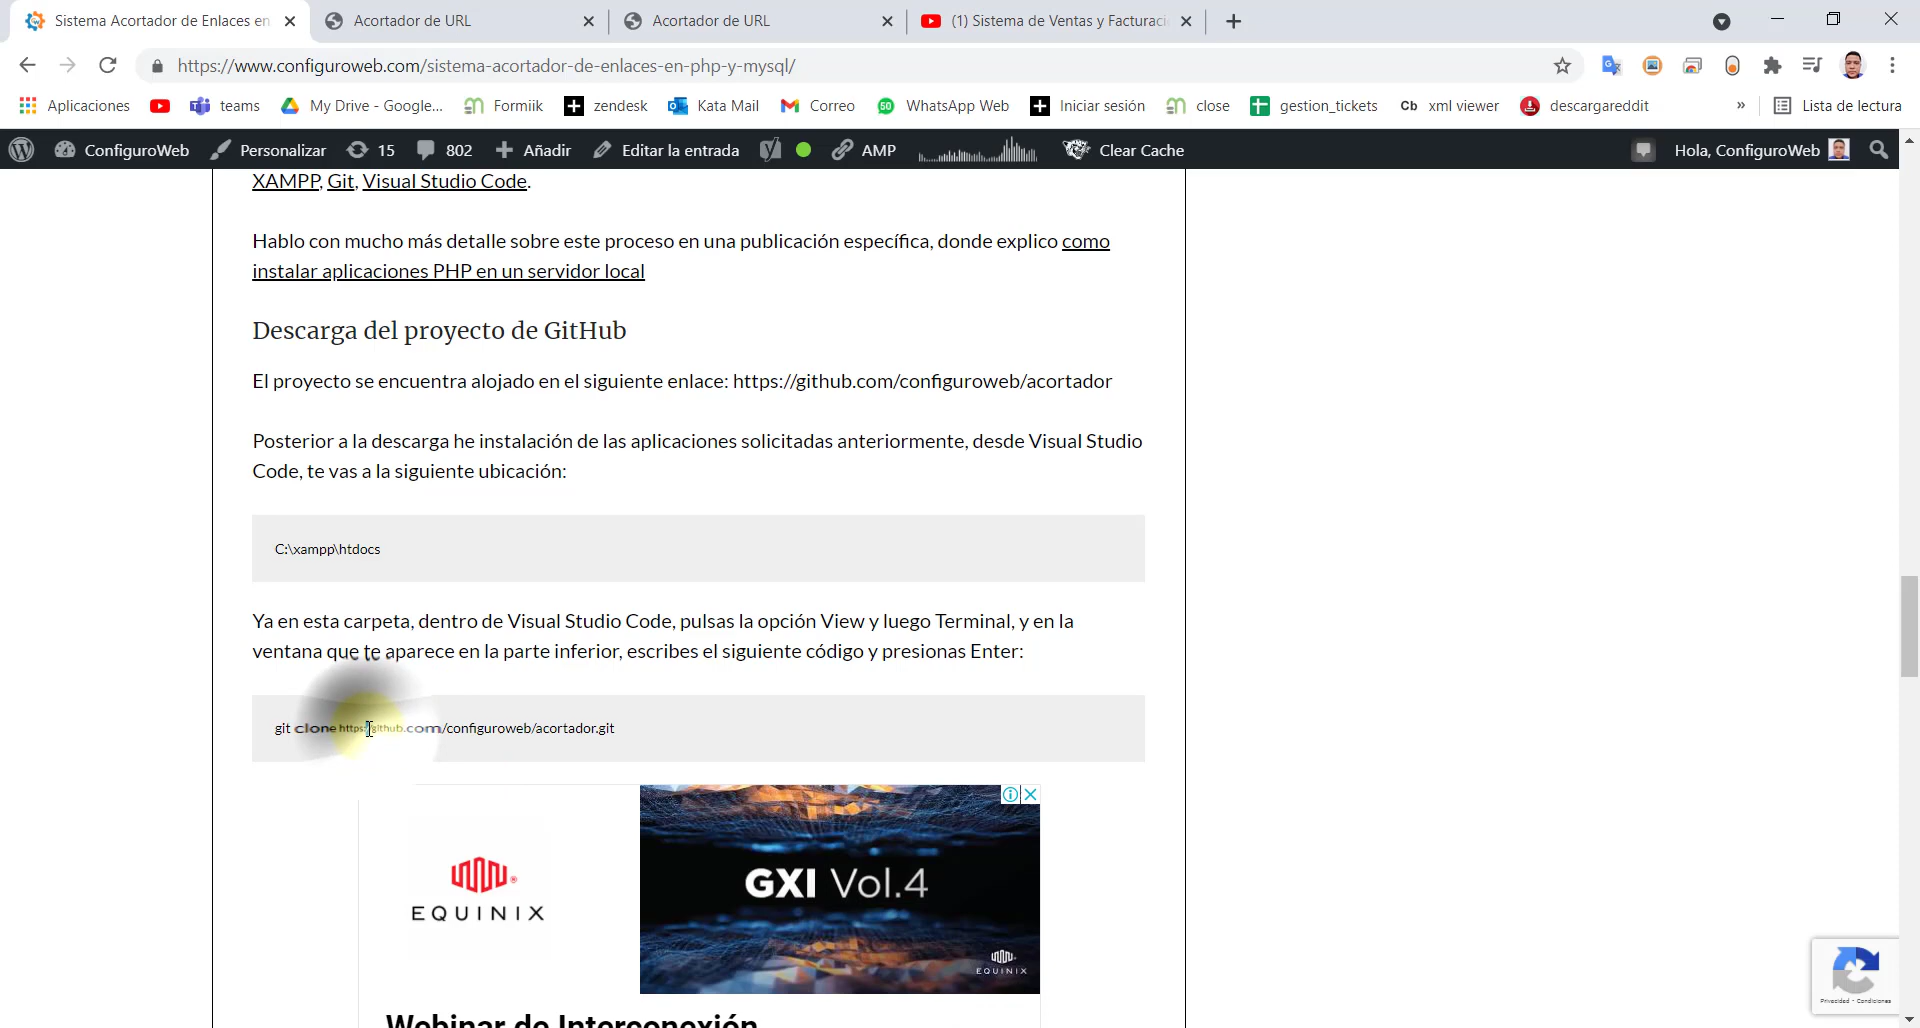 Sistema Acortador de Enlaces en
Acortador de URL
Acortador de URL
(1) Sistema de Ventas y Facturaci
https://www.configuroweb.com/sistema-acortador-de-enlaces-en-php-y-mysql/
Aplicaciones
teams
My Drive - Google...
Formiik
zendesk
Kata Mail
Correo
WhatsApp Web
Iniciar sesión
close
gestion_tickets
Cb xml viewer
descargareddit
»
Lista de lectura
ConfiguroWeb
Personalizar
15
802
Añadir
Editar la entrada
AMP
Clear Cache
Hola, ConfiguroWeb
XAMPP, Git, Visual Studio Code.
Hablo con mucho más detalle sobre este proceso en una publicación específica, donde explico como
instalar aplicaciones PHP en un servidor local
Descarga del proyecto de GitHub
El proyecto se encuentra alojado en el siguiente enlace: https://github.com/configuroweb/acortador
Posterior a la descarga he instalación de las aplicaciones solicitadas anteriormente, desde Visual Studio
Code, te vas a la siguiente ubicación:
C:\xampp\htdocs
Ya en esta carpeta, dentro de Visual Studio Code, pulsas la opción View y luego Terminal, y en la
ventana que te aparece en la parte inferior, escribes el siguiente código y presionas Enter:
git clone https://github.com/configuroweb/acortador.git
EQUINIX
GXI Vol.4
EQUINIX
Webinar de Interconexión
Privacidad - Condiciones